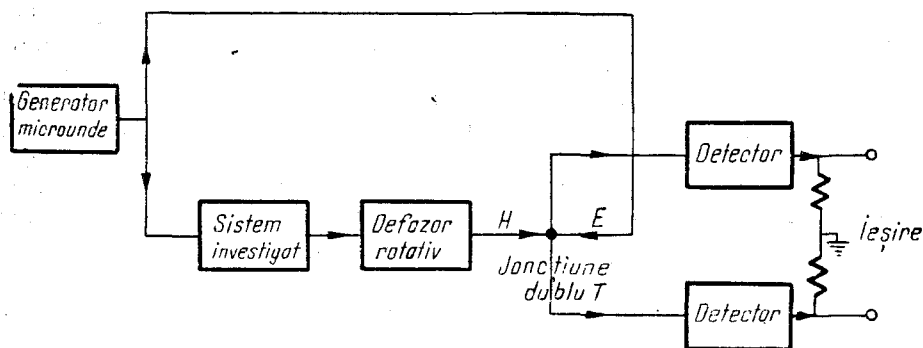 Generator
microunde
Sistem
investigat
Defazor
rotativ
H
E
Joncțiune
dublu T
Detector
Detector
Ieșire